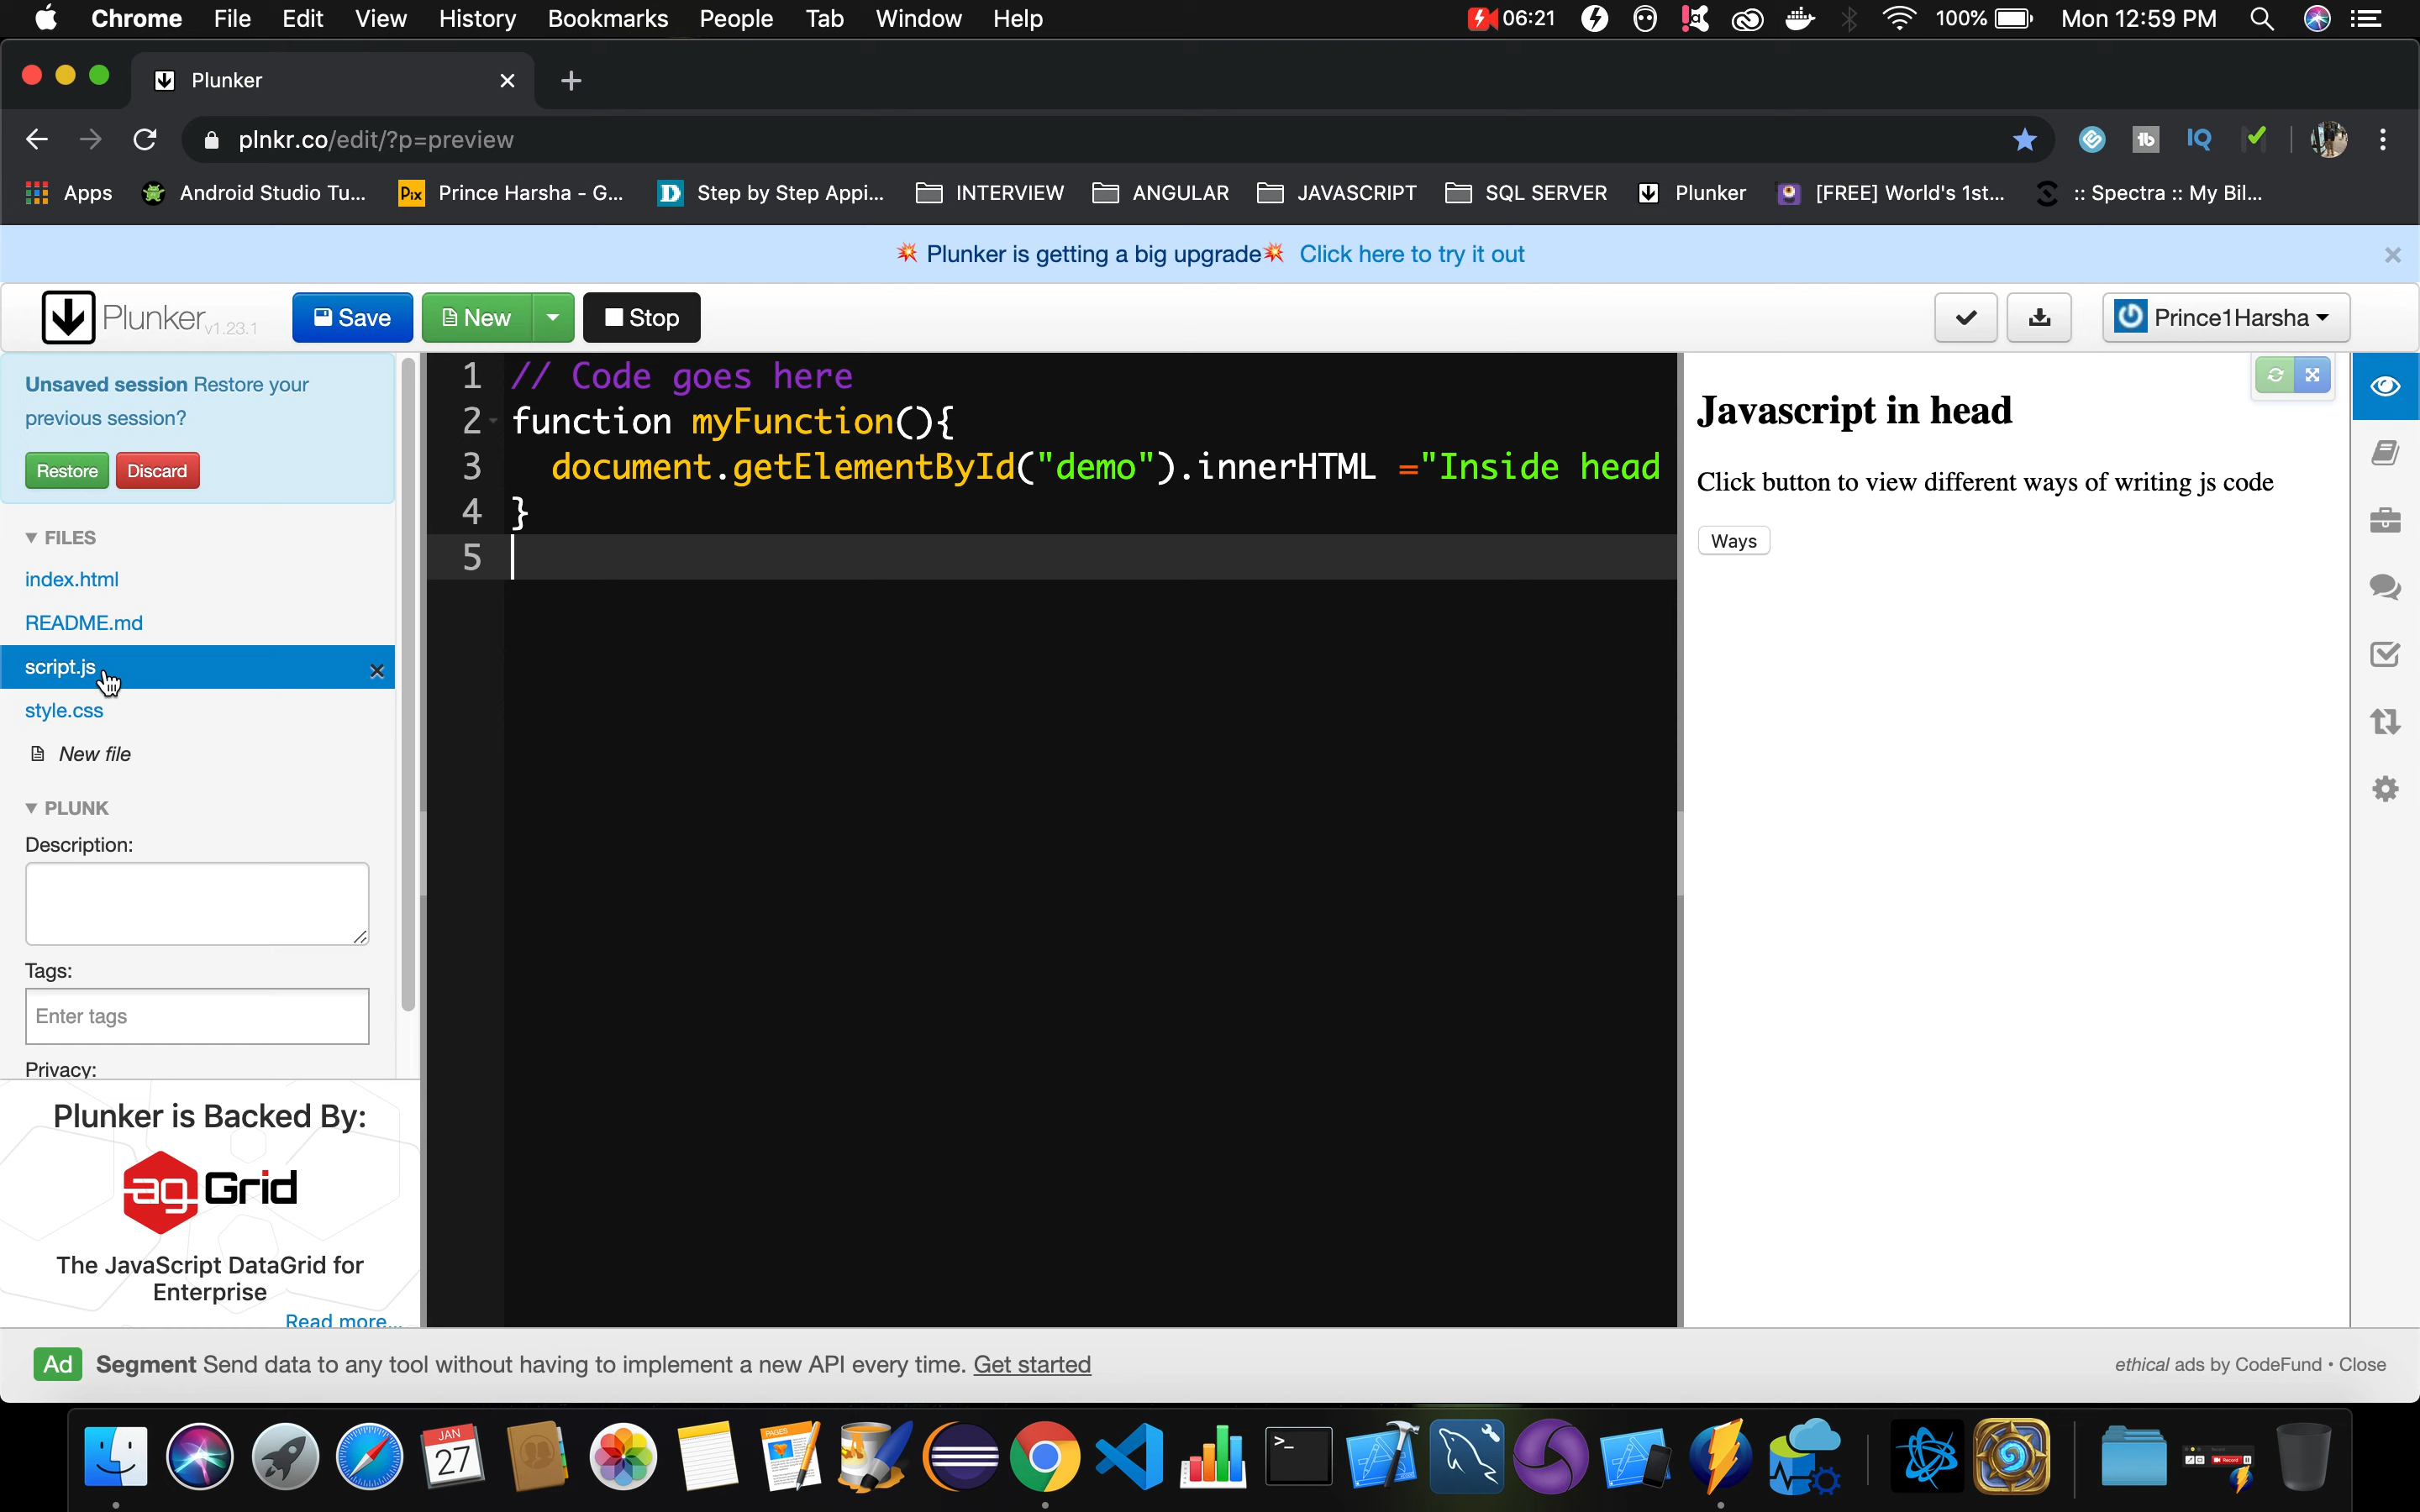 Chrome File Edit View History Bookmarks People Tab Window Help 06:21 100% Mon 12:59 PM
Plunker
plnkr.co/edit/?p=preview
Apps Android Studio Tu... Prince Harsha - G... Step by Step Appi... INTERVIEW ANGULAR JAVASCRIPT SQL SERVER Plunker [FREE] World's 1st... :: Spectra :: My Bil...
Plunker is getting a big upgrade Click here to try it out
Plunker v1.23.1 Save New Stop Prince1Harsha
Unsaved session Restore your
previous session?
Restore Discard
FILES
index.html
README.md
script.js
style.css
New file
PLUNK
Description:
Tags:
Enter tags
Privacy:
Plunker is Backed By:
ag Grid
The JavaScript DataGrid for
Enterprise
Read more...
1 // Code goes here
2 function myFunction(){
3 document.getElementById("demo").innerHTML ="Inside head
4 }
5
Javascript in head
Click button to view different ways of writing js code
Ways
Ad Segment Send data to any tool without having to implement a new API every time. Get started
ethical ads by CodeFund • Close
JAN
27
PAGES